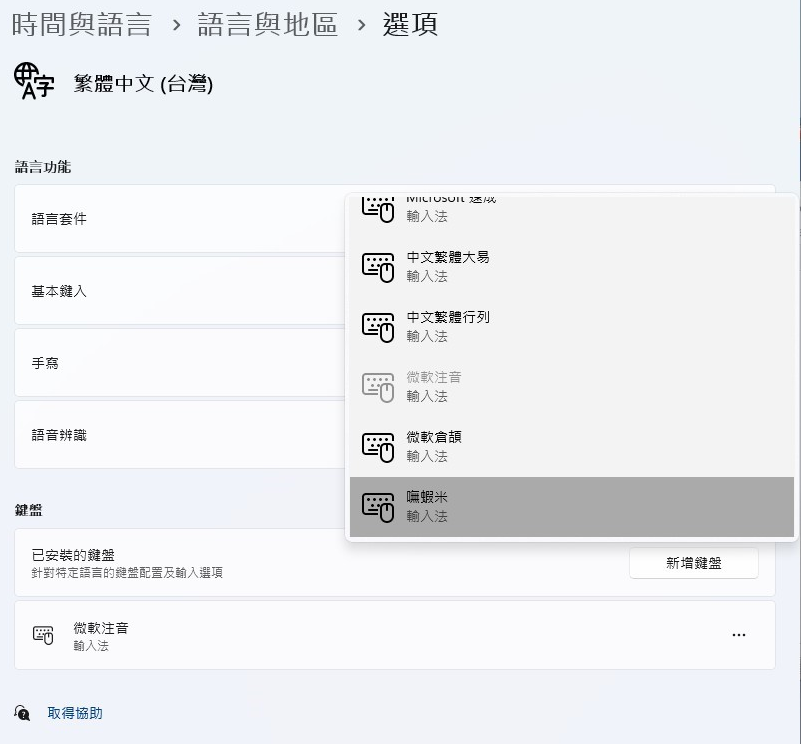 時間與語言 › 語言與地區 › 選項
繁體中文 (台灣)
語言功能
語言套件
基本鍵入
手寫
語音辨識
Microsoft 速成
輸入法
中文繁體大易
輸入法
中文繁體行列
輸入法
微軟注音
輸入法
微軟倉頡
輸入法
嘸蝦米
輸入法
鍵盤
已安裝的鍵盤
針對特定語言的鍵盤配置及輸入選項
新增鍵盤
微軟注音
輸入法
取得協助